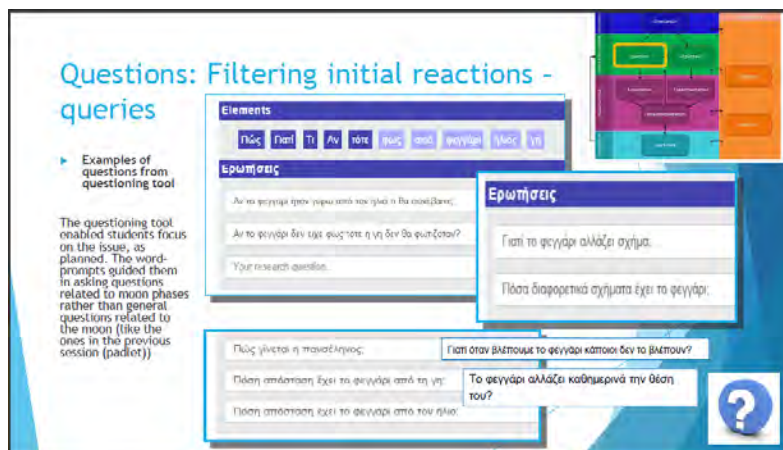 Questions: Filtering initial reactions -
queries
Examples of
questions from
questioning tool
The questioning tool
enabled students focus
on the issue, as
planned. The word-
prompts guided them
in asking questions
related to moon phases
rather than general
questions related to
the moon (like the
ones in the previous
session (padlet))
Elements
Πώς Γιατί Τι Αν τότε φως από φεγγάρι ήλιος γη
Ερωτήσεις
Αν το φεγγάρι ήταν γύρω από τον ήλιο τι θα συνέβαινε;
Αν το φεγγάρι δεν είχε φως τότε η γη δεν θα φωτιζόταν?
Your research question.
Ερωτήσεις
Γιατί το φεγγάρι αλλάζει σχήμα;
Πόσα διαφορετικά σχήματα έχει το φεγγάρι;
Πώς γίνεται η πανσέληνος;
Πόση απόσταση έχει το φεγγάρι από τη γη;
Πόση απόσταση έχει το φεγγάρι από τον ήλιο;
Γιατί όταν βλέπουμε το φεγγάρι κάποιοι δεν το βλέπουν?
Το φεγγάρι αλλάζει καθημερινά την θέση
του?